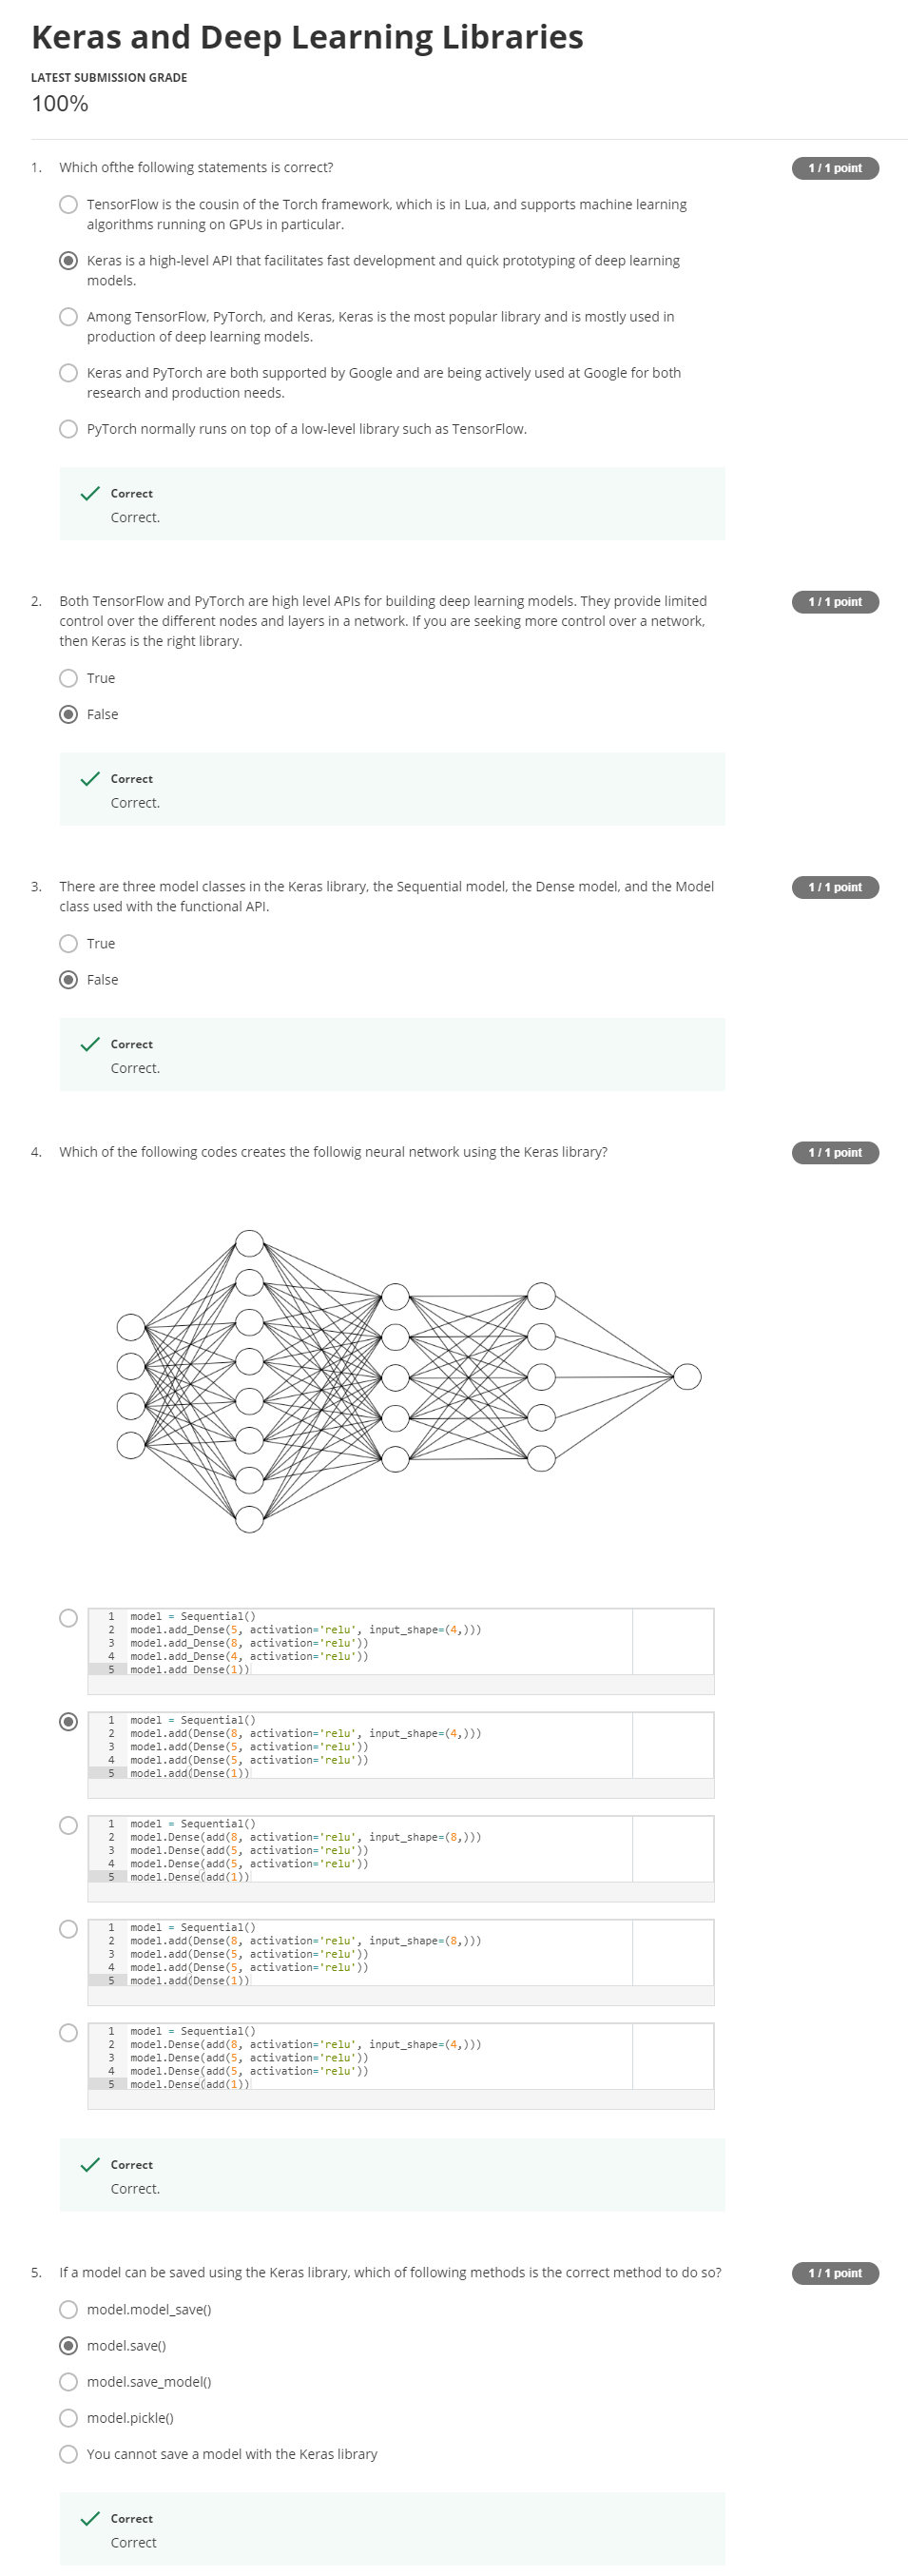 Keras and Deep Learning Libraries
LATEST SUBMISSION GRADE
100%
1. Which ofthe following statements is correct?
1 / 1 point
TensorFlow is the cousin of the Torch framework, which is in Lua, and supports machine learning
algorithms running on GPUs in particular.
Keras is a high-level API that facilitates fast development and quick prototyping of deep learning
models.
Among TensorFlow, PyTorch, and Keras, Keras is the most popular library and is mostly used in
production of deep learning models.
Keras and PyTorch are both supported by Google and are being actively used at Google for both
research and production needs.
PyTorch normally runs on top of a low-level library such as TensorFlow.
Correct
Correct.
2. Both TensorFlow and PyTorch are high level APIs for building deep learning models. They provide limited
1 / 1 point
control over the different nodes and layers in a network. If you are seeking more control over a network,
then Keras is the right library.
True
False
Correct
Correct.
3. There are three model classes in the Keras library, the Sequential model, the Dense model, and the Model
1 / 1 point
class used with the functional API.
True
False
Correct
Correct.
4. Which of the following codes creates the followig neural network using the Keras library?
1 / 1 point
1 model = Sequential()
2 model.add_Dense(5, activation='relu', input_shape=(4,)))
3 model.add_Dense(8, activation='relu'))
4 model.add_Dense(4, activation='relu'))
5 model.add_Dense(1))
1 model = Sequential()
2 model.add(Dense(8, activation='relu', input_shape=(4,)))
3 model.add(Dense(5, activation='relu'))
4 model.add(Dense(5, activation='relu'))
5 model.add(Dense(1))
1 model = Sequential()
2 model.Dense(add(8, activation='relu', input_shape=(8,)))
3 model.Dense(add(5, activation='relu'))
4 model.Dense(add(5, activation='relu'))
5 model.Dense(add(1))
1 model = Sequential()
2 model.add(Dense(8, activation='relu', input_shape=(8,)))
3 model.add(Dense(5, activation='relu'))
4 model.add(Dense(5, activation='relu'))
5 model.add(Dense(1))
1 model = Sequential()
2 model.Dense(add(8, activation='relu', input_shape=(4,)))
3 model.Dense(add(5, activation='relu'))
4 model.Dense(add(5, activation='relu'))
5 model.Dense(add(1))
Correct
Correct.
5. If a model can be saved using the Keras library, which of following methods is the correct method to do so?
1 / 1 point
model.model_save()
model.save()
model.save_model()
model.pickle()
You cannot save a model with the Keras library
Correct
Correct